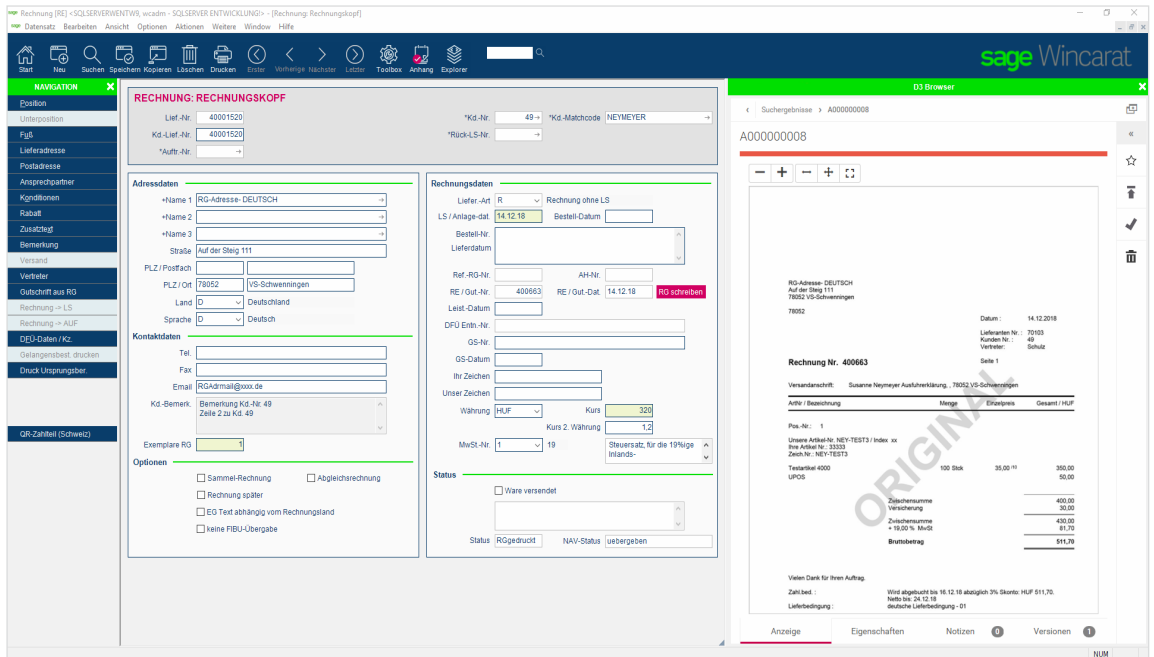 Rechnung [RE] <SQLSERVERWENTW9, wcadm - SQLSERVER ENTWICKLUNG!> - [Rechnung: Rechnungskopf]
Datensatz Bearbeiten Ansicht Optionen Aktionen Weitere Window Hilfe
Start Neu Suchen Speichern Kopieren Löschen Drucken Erster Vorherige Nächster Letzter Toolbox Anhang Explorer
sage Wincarat
NAVIGATION
Position
Unterposition
Fuß
Lieferadresse
Postadresse
Ansprechpartner
Konditionen
Rabatt
Zusatztext
Bemerkung
Versand
Vertreter
Gutschrift aus RG
Rechnung -> LS
Rechnung -> AUF
DFÜ-Daten / Kz.
Gelangensbest. drucken
Druck Ursprungsber.
QR-Zahlteil (Schweiz)
RECHNUNG: RECHNUNGSKOPF
Lief.-Nr. 40001520
*Kd.-Nr. 49
*Kd.-Matchcode NEYMEYER
Kd.-Lief.-Nr. 40001520
*Rück-LS-Nr.
*Auftr.-Nr.
Adressdaten
+Name 1 RG-Adresse- DEUTSCH
+Name 2
+Name 3
Straße Auf der Steig 111
PLZ / Postfach
PLZ / Ort 78052 VS-Schwenningen
Land D Deutschland
Sprache D Deutsch
Kontaktdaten
Tel.
Fax
Email RGAdrmail@xxxx.de
Kd.-Bemerk. Bemerkung Kd.-Nr. 49
Zeile 2 zu Kd. 49
Exemplare RG 1
Optionen
Sammel-Rechnung Abgleichsrechnung
Rechnung später
EG Text abhängig vom Rechnungsland
keine FIBU-Übergabe
Rechnungsdaten
Liefer.-Art R Rechnung ohne LS
LS / Anlage-dat. 14.12.18 Bestell-Datum
Bestell-Nr.
Lieferdatum
Ref.-RG-Nr. AH-Nr.
RE / Gut.-Nr. 400663 RE / Gut.-Dat. 14.12.18 RG schreiben
Leist.-Datum
DFÜ Entn.-Nr.
GS-Nr.
GS-Datum
Ihr Zeichen
Unser Zeichen
Währung HUF Kurs 320
Kurs 2. Währung 1,2
MwSt.-Nr. 1 19 Steuersatz, für die 19%ige
Inlands-
Status
Ware versendet
Status RGgedruckt NAV-Status uebergeben
D3 Browser
Suchergebnisse > A000000008
A000000008
RG-Adresse- DEUTSCH
Auf der Steig 111
78052 VS-Schwenningen
78052
Datum : 14.12.2018
Lieferanten Nr. : 70103
Kunden Nr. : 49
Vertreter: Schulz
Rechnung Nr. 400663 Seite 1
Versandanschrift: Susanne Neymeyer Ausfuhrerklärung, , 78052 VS-Schwenningen
ArtNr / Bezeichnung Menge Einzelpreis Gesamt / HUF
Pos.-Nr.: 1
Unsere Artikel-Nr. NEY-TEST3 / Index xx
Ihre Artikel Nr.: 33333
Zeich.Nr.: NEY-TEST3
Testartikel 4000 100 Stck 35,00 /10 350,00
UPOS 50,00
Zwischensumme 400,00
Versicherung 30,00
Zwischensumme 430,00
+ 19,00 % MwSt 81,70
Bruttobetrag 511,70
ORIGINAL
Vielen Dank für Ihren Auftrag.
Zahl.bed. : Wird abgebucht bis 16.12.18 abzüglich 3% Skonto: HUF 511,70.
Netto bis: 24.12.18
Lieferbedingung : deutsche Lieferbedingung - 01
Anzeige Eigenschaften Notizen 0 Versionen 1
NUM